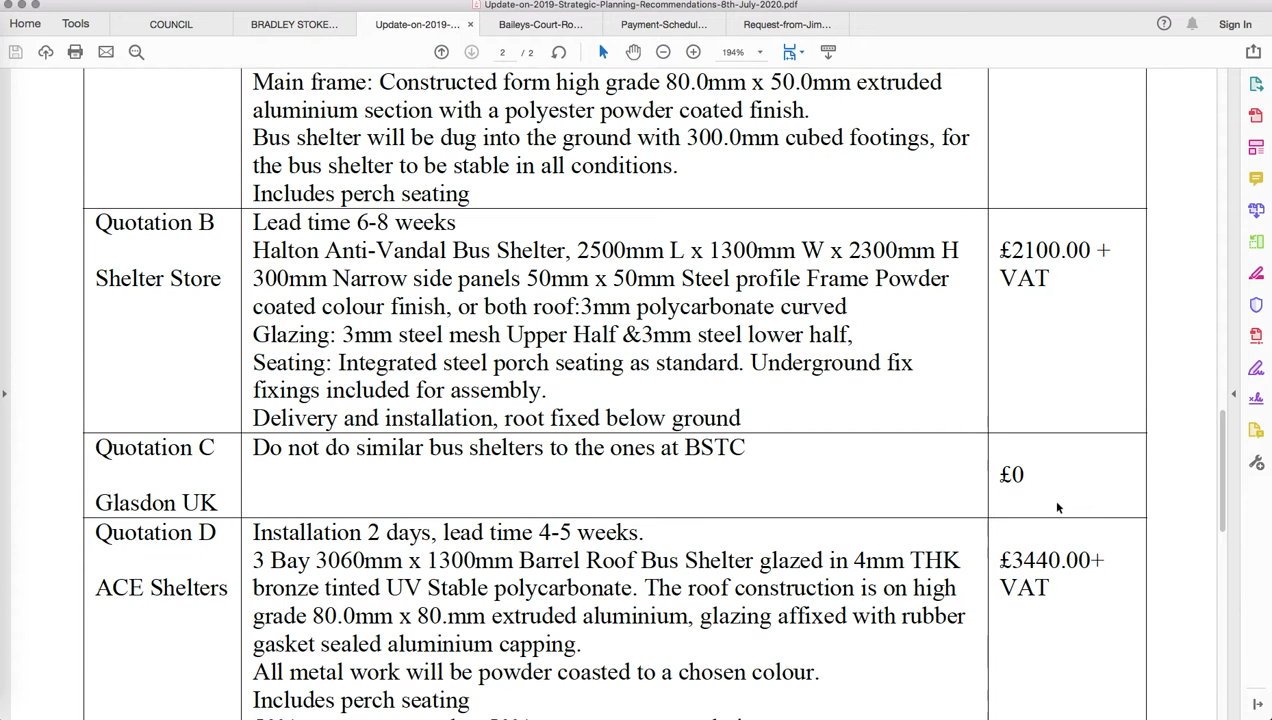 Update-on-2019-Strategic-Planning-Recommendations-8th-July-2020.pdf
Home Tools COUNCIL BRADLEY STOKE... Update-on-2019-... × Baileys-Court-Ro... Payment-Schedul... Request-from-Jim... Sign In
2 / 2 194%
Main frame: Constructed form high grade 80.0mm x 50.0mm extruded
aluminium section with a polyester powder coated finish.
Bus shelter will be dug into the ground with 300.0mm cubed footings, for
the bus shelter to be stable in all conditions.
Includes perch seating
Quotation B
Shelter Store
Lead time 6-8 weeks
Halton Anti-Vandal Bus Shelter, 2500mm L x 1300mm W x 2300mm H
300mm Narrow side panels 50mm x 50mm Steel profile Frame Powder
coated colour finish, or both roof:3mm polycarbonate curved
Glazing: 3mm steel mesh Upper Half &3mm steel lower half,
Seating: Integrated steel porch seating as standard. Underground fix
fixings included for assembly.
Delivery and installation, root fixed below ground
£2100.00 +
VAT
Quotation C
Glasdon UK
Do not do similar bus shelters to the ones at BSTC
£0
Quotation D
ACE Shelters
Installation 2 days, lead time 4-5 weeks.
3 Bay 3060mm x 1300mm Barrel Roof Bus Shelter glazed in 4mm THK
bronze tinted UV Stable polycarbonate. The roof construction is on high
grade 80.0mm x 80.mm extruded aluminium, glazing affixed with rubber
gasket sealed aluminium capping.
All metal work will be powder coasted to a chosen colour.
Includes perch seating
£3440.00+
VAT